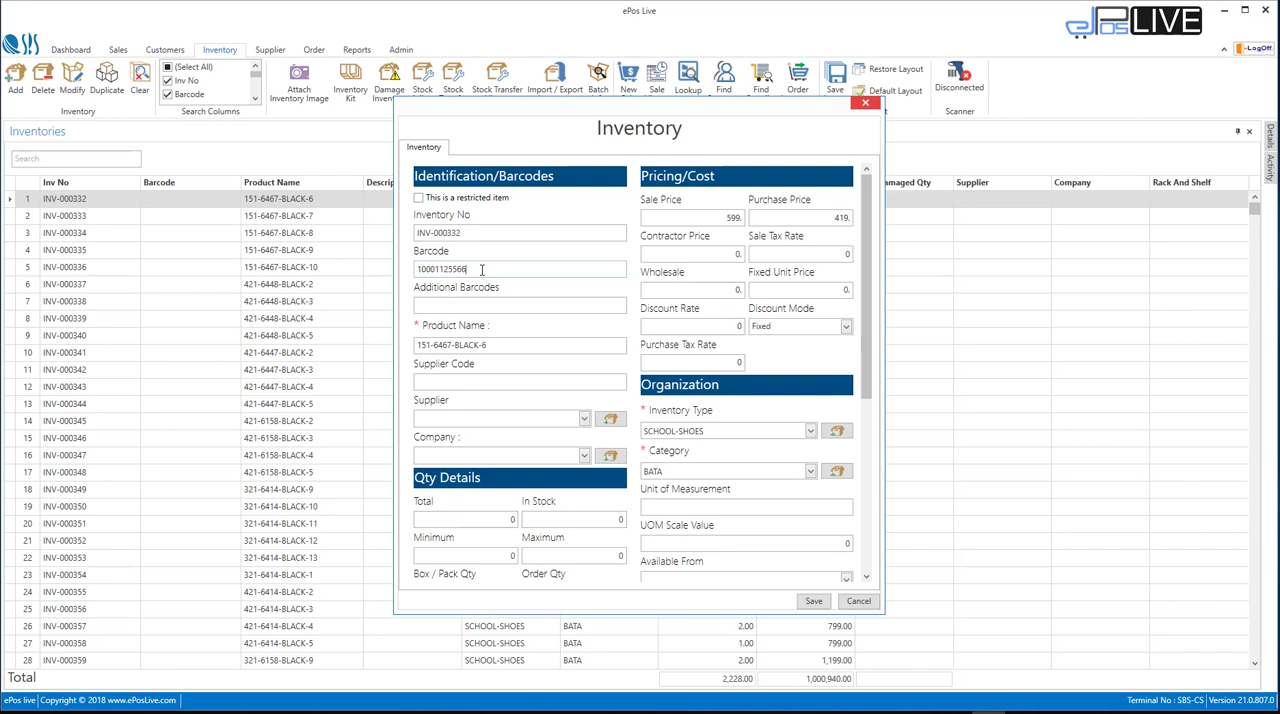 ePos Live
ePos LIVE
SIS
Dashboard Sales Customers Inventory Supplier Order Reports Admin
-LogOff
Add Delete Modify Duplicate Clear
(Select All)
Inv No
Barcode
Attach Inventory Image
Inventory Kit
Damage
Stock
Stock
Stock Transfer
Import / Export
Batch
New
Sale
Lookup
Find
Find
Order
Save
Restore Layout
Default Layout
Disconnected
Inventory
Search Columns
Scanner
Inventories
Search
Details
Activity
Inv No Barcode Product Name Supplier Company Rack And Shelf
1 INV-000332 151-6467-BLACK-6
2 INV-000333 151-6467-BLACK-7
3 INV-000334 151-6467-BLACK-8
4 INV-000335 151-6467-BLACK-9
5 INV-000336 151-6467-BLACK-10
6 INV-000337 421-6448-BLACK-2
7 INV-000338 421-6448-BLACK-3
8 INV-000339 421-6448-BLACK-4
9 INV-000340 421-6448-BLACK-5
10 INV-000341 421-6447-BLACK-2
11 INV-000342 421-6447-BLACK-3
12 INV-000343 421-6447-BLACK-4
13 INV-000344 421-6447-BLACK-5
14 INV-000345 421-6158-BLACK-2
15 INV-000346 421-6158-BLACK-3
16 INV-000347 421-6158-BLACK-4
17 INV-000348 421-6158-BLACK-5
18 INV-000349 321-6414-BLACK-9
19 INV-000350 321-6414-BLACK-10
20 INV-000351 321-6414-BLACK-11
21 INV-000352 321-6414-BLACK-12
22 INV-000353 321-6414-BLACK-13
23 INV-000354 321-6414-BLACK-1
24 INV-000355 421-6414-BLACK-2
25 INV-000356 421-6414-BLACK-3
26 INV-000357 421-6414-BLACK-4 SCHOOL-SHOES BATA 2.00 799.00
27 INV-000358 421-6414-BLACK-5 SCHOOL-SHOES BATA 1.00 799.00
28 INV-000359 321-6158-BLACK-9 SCHOOL-SHOES BATA 2.00 1,199.00
Total 2,228.00 1,000,940.00
Inventory
Inventory
Identification/Barcodes
This is a restricted item
Inventory No
INV-000332
Barcode
10001125566
Additional Barcodes
* Product Name :
151-6467-BLACK-6
Supplier Code
Supplier
Company :
Qty Details
Total In Stock
0 0
Minimum Maximum
0 0
Box / Pack Qty Order Qty
Pricing/Cost
Sale Price Purchase Price
599. 419.
Contractor Price Sale Tax Rate
0. 0
Wholesale Fixed Unit Price
0. 0.
Discount Rate Discount Mode
0 Fixed
Purchase Tax Rate
0
Organization
* Inventory Type
SCHOOL-SHOES
* Category
BATA
Unit of Measurement
UOM Scale Value
0
Available From
Save Cancel
ePos live Copyright © 2018 www.ePosLive.com Terminal No : SBS-CS Version 21.0.807.0